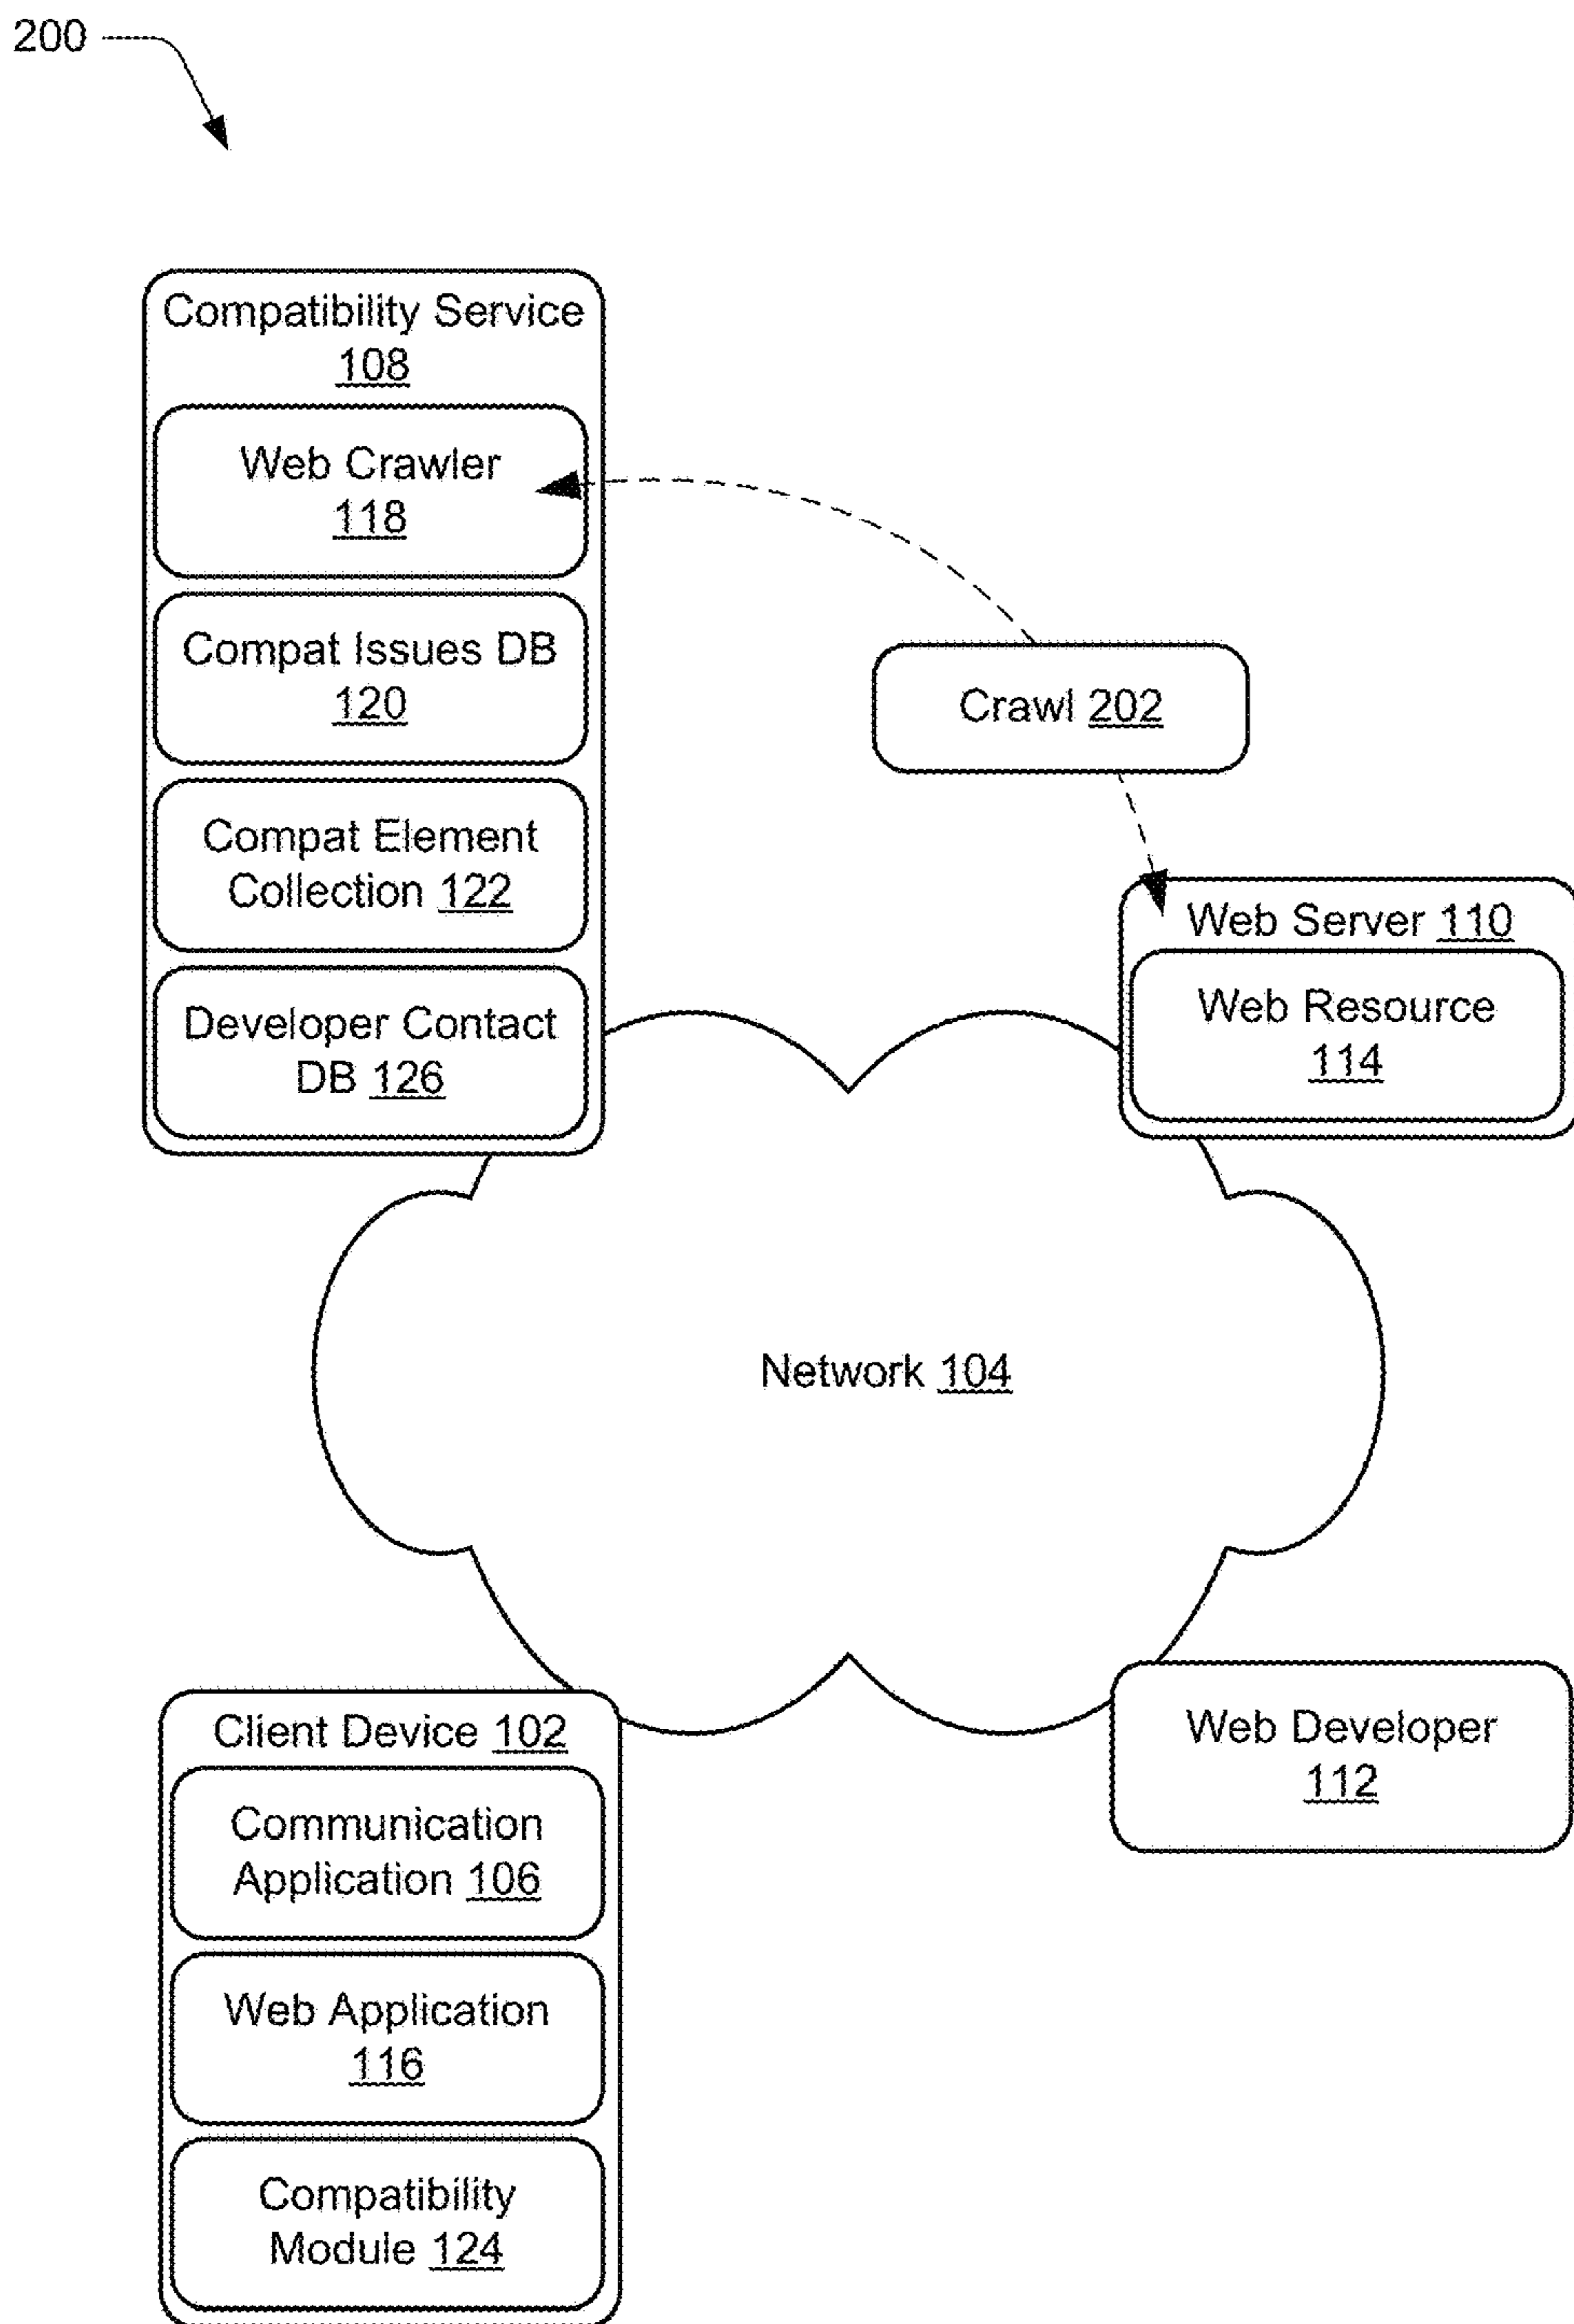 200
Compatibility Service
108
Web Crawler
118
Compat Issues DB
120
Compat Element
Collection 122
Developer Contact
DB 126
Crawl 202
Web Server 110
Web Resource
114
Network 104
Client Device 102
Communication
Application 106
Web Application
116
Compatibility
Module 124
Web Developer
112